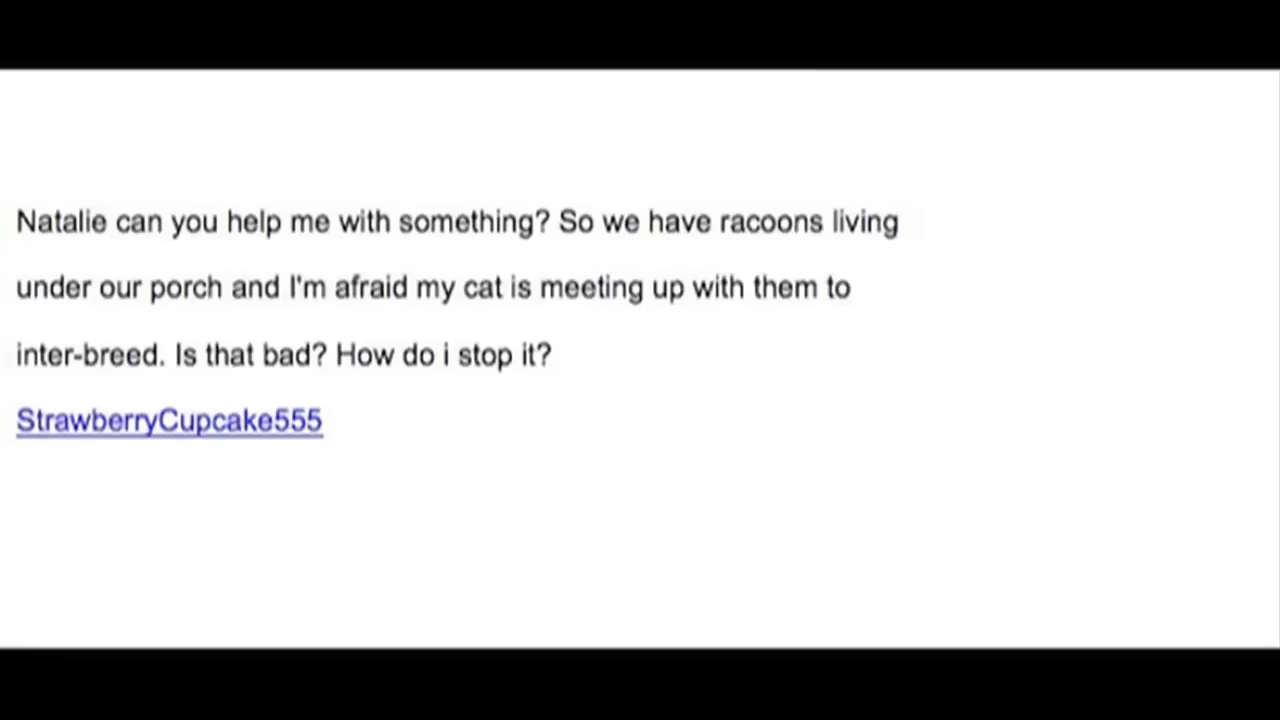 Natalie can you help me with something? So we have racoons living
under our porch and I'm afraid my cat is meeting up with them to
inter-breed. Is that bad? How do i stop it?
StrawberryCupcake555